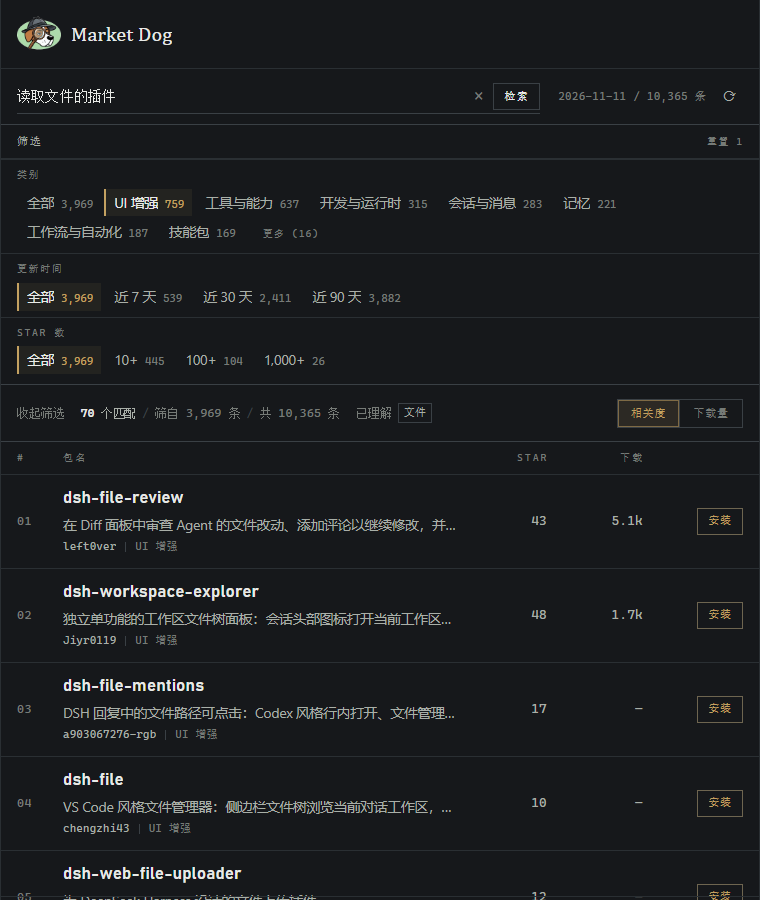 Market Dog
读取文件的插件 × 检索 2026-11-11 / 10,365 条
筛选 重置 1
类别
全部 3,969 UI 增强 759 工具与能力 637 开发与运行时 315 会话与消息 283 记忆 221
工作流与自动化 187 技能包 169 更多 (16)
更新时间
全部 3,969 近 7 天 539 近 30 天 2,411 近 90 天 3,882
STAR 数
全部 3,969 10+ 445 100+ 104 1,000+ 26
收起筛选 70 个匹配 / 筛自 3,969 条 / 共 10,365 条 已理解 文件 相关度 下载量
# 包名 STAR 下载
dsh-file-review
01 在 Diff 面板中审查 Agent 的文件改动、添加评论以继续修改，并… 43 5.1k 安装
left0ver | UI 增强
dsh-workspace-explorer
02 独立单功能的工作区文件树面板：会话头部图标打开当前工作区… 48 1.7k 安装
Jiyr0119 | UI 增强
dsh-file-mentions
03 DSH 回复中的文件路径可点击：Codex 风格行内打开、文件管理… 17 — 安装
a903067276-rgb | UI 增强
dsh-file
04 VS Code 风格文件管理器：侧边栏文件树浏览当前对话工作区，… 10 — 安装
chengzhi43 | UI 增强
dsh-web-file-uploader
05 12 安装